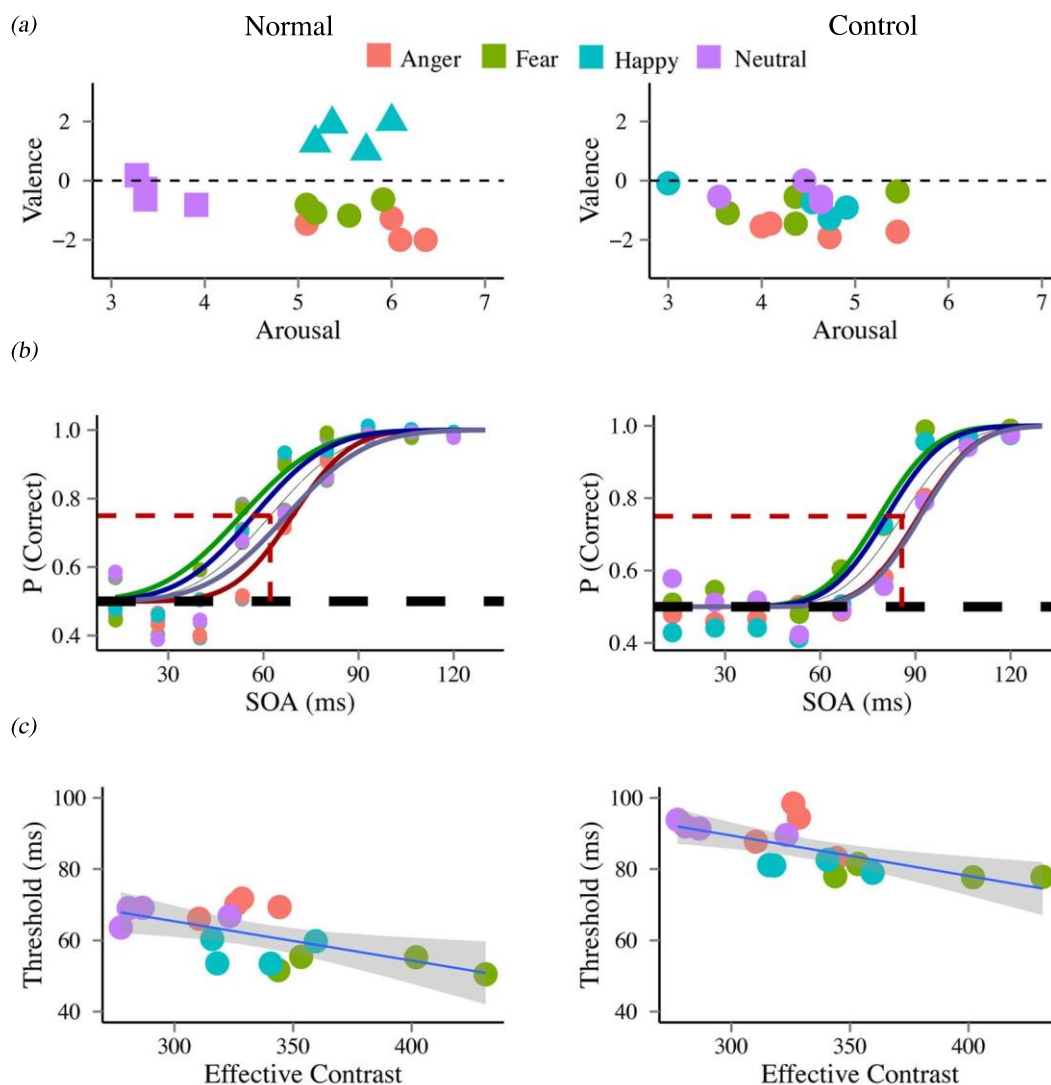 (a) Normal Control
Anger Fear Happy Neutral
Valence
2
0
−2
3 4 5 6 7
Arousal
Valence
2
0
−2
3 4 5 6 7
Arousal
(b)
P (Correct)
1.0
0.8
0.6
0.4
30 60 90 120
SOA (ms)
P (Correct)
1.0
0.8
0.6
0.4
30 60 90 120
SOA (ms)
(c)
Threshold (ms)
100
80
60
40
300 350 400
Effective Contrast
Threshold (ms)
100
80
60
40
300 350 400
Effective Contrast